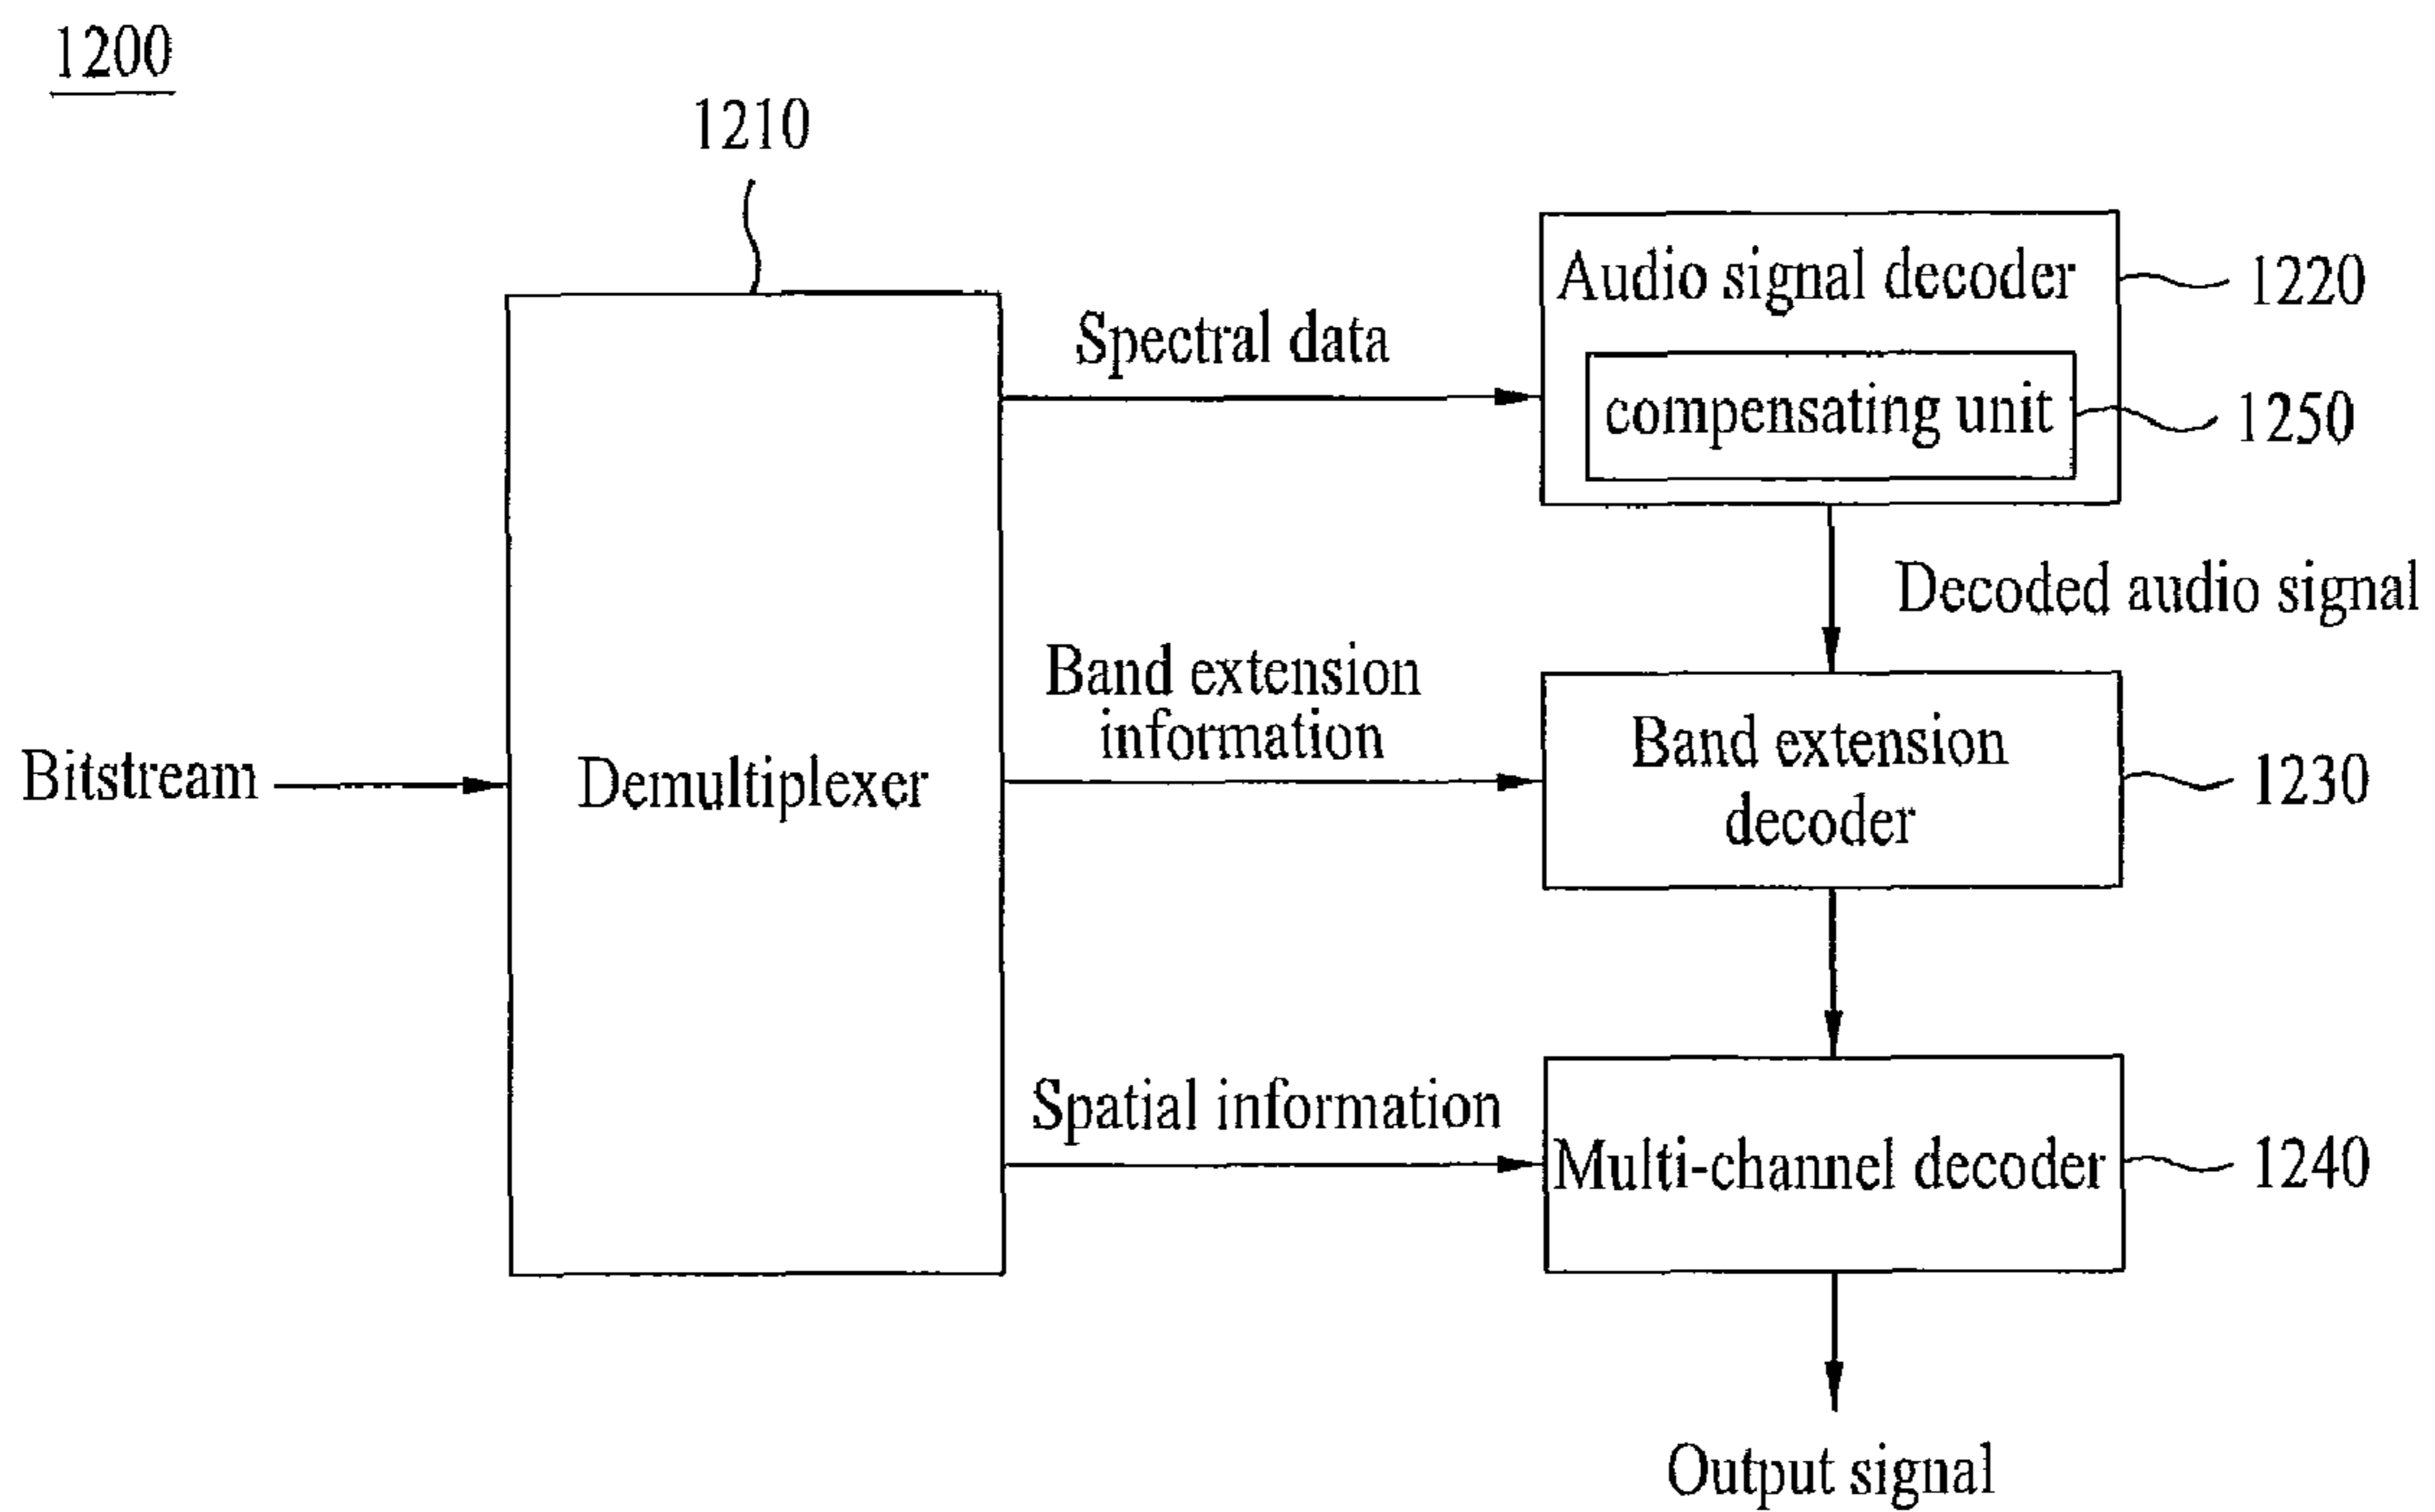 1200
1210
Audio signal decoder
1220
Spectral data
compensating unit
1250
Decoded audio signal
Band extension
information
Band extension
decoder
1230
Bitstream
Demultiplexer
Spatial information
Multi-channel decoder
1240
Output signal